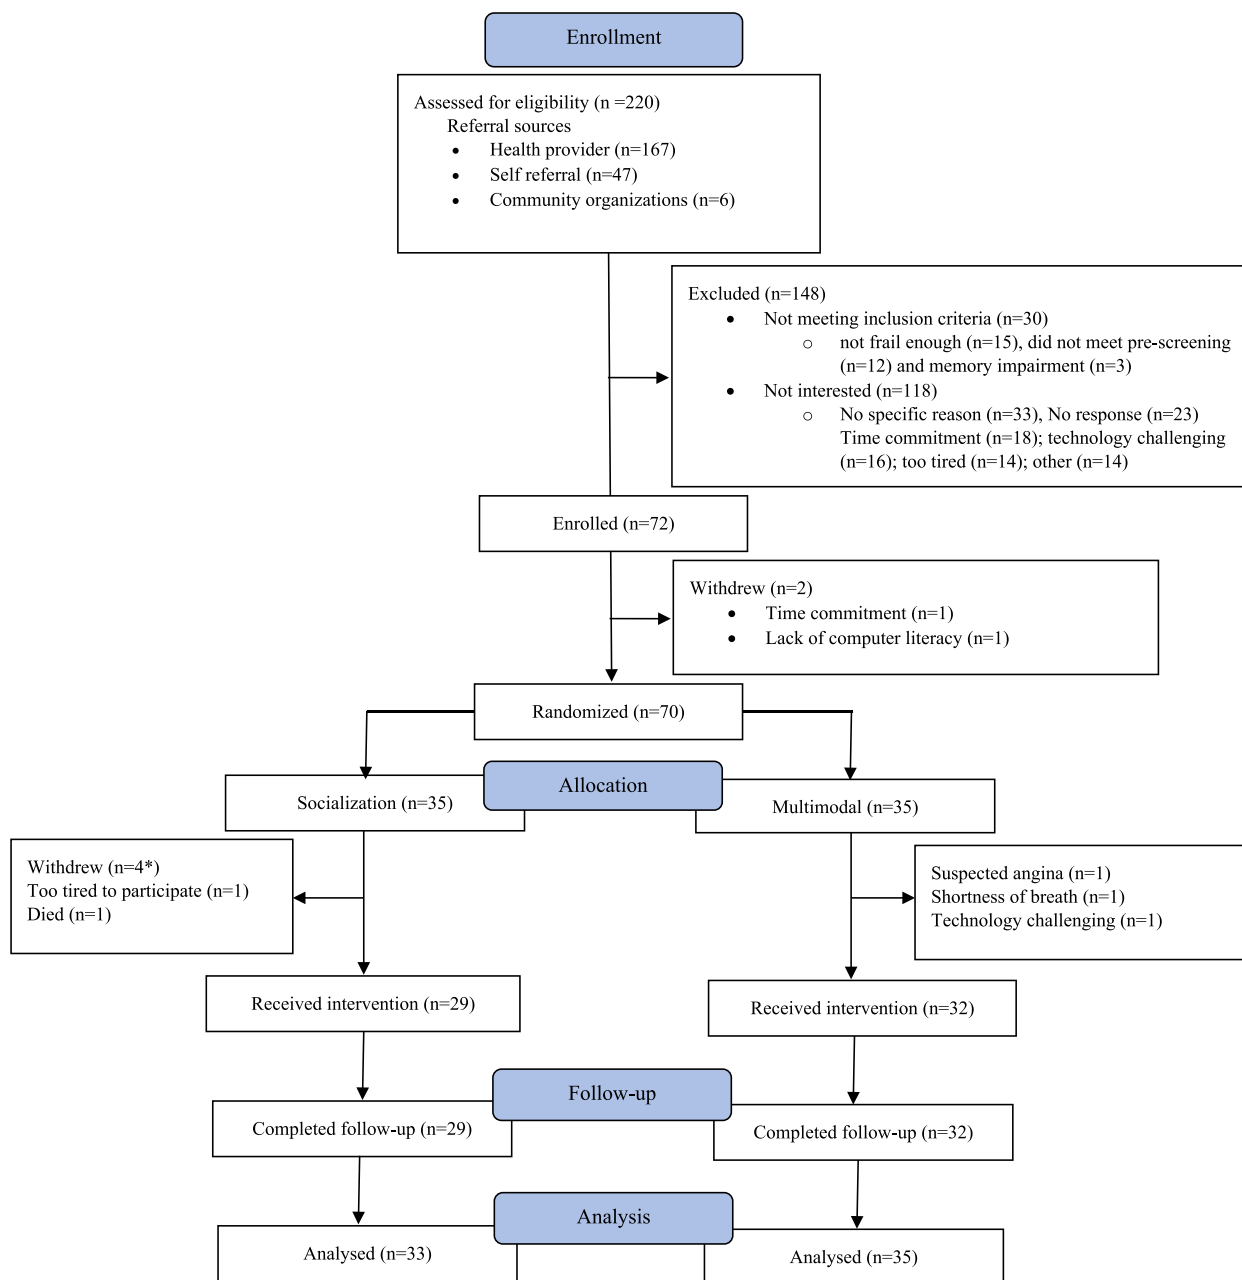 Enrollment
Assessed for eligibility (n =220)
Referral sources
• Health provider (n=167)
• Self referral (n=47)
• Community organizations (n=6)
Excluded (n=148)
• Not meeting inclusion criteria (n=30)
o not frail enough (n=15), did not meet pre-screening
(n=12) and memory impairment (n=3)
• Not interested (n=118)
o No specific reason (n=33), No response (n=23)
Time commitment (n=18); technology challenging
(n=16); too tired (n=14); other (n=14)
Enrolled (n=72)
Withdrew (n=2)
• Time commitment (n=1)
• Lack of computer literacy (n=1)
Randomized (n=70)
Allocation
Socialization (n=35)
Multimodal (n=35)
Withdrew (n=4*)
Too tired to participate (n=1)
Died (n=1)
Suspected angina (n=1)
Shortness of breath (n=1)
Technology challenging (n=1)
Received intervention (n=29)
Received intervention (n=32)
Follow-up
Completed follow-up (n=29)
Completed follow-up (n=32)
Analysis
Analysed (n=33)
Analysed (n=35)